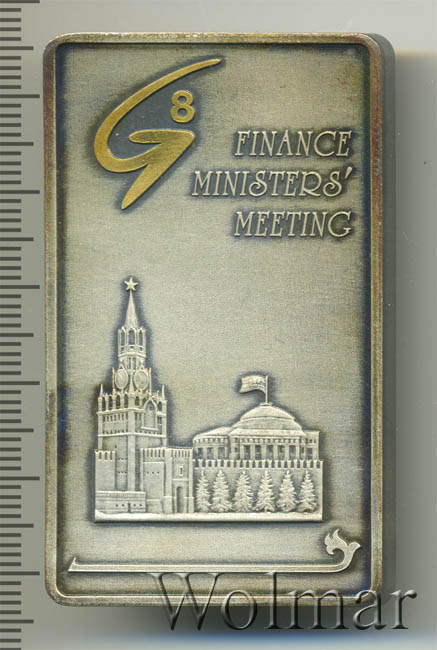 G8
FINANCE
MINISTERS'
MEETING
Wolmar